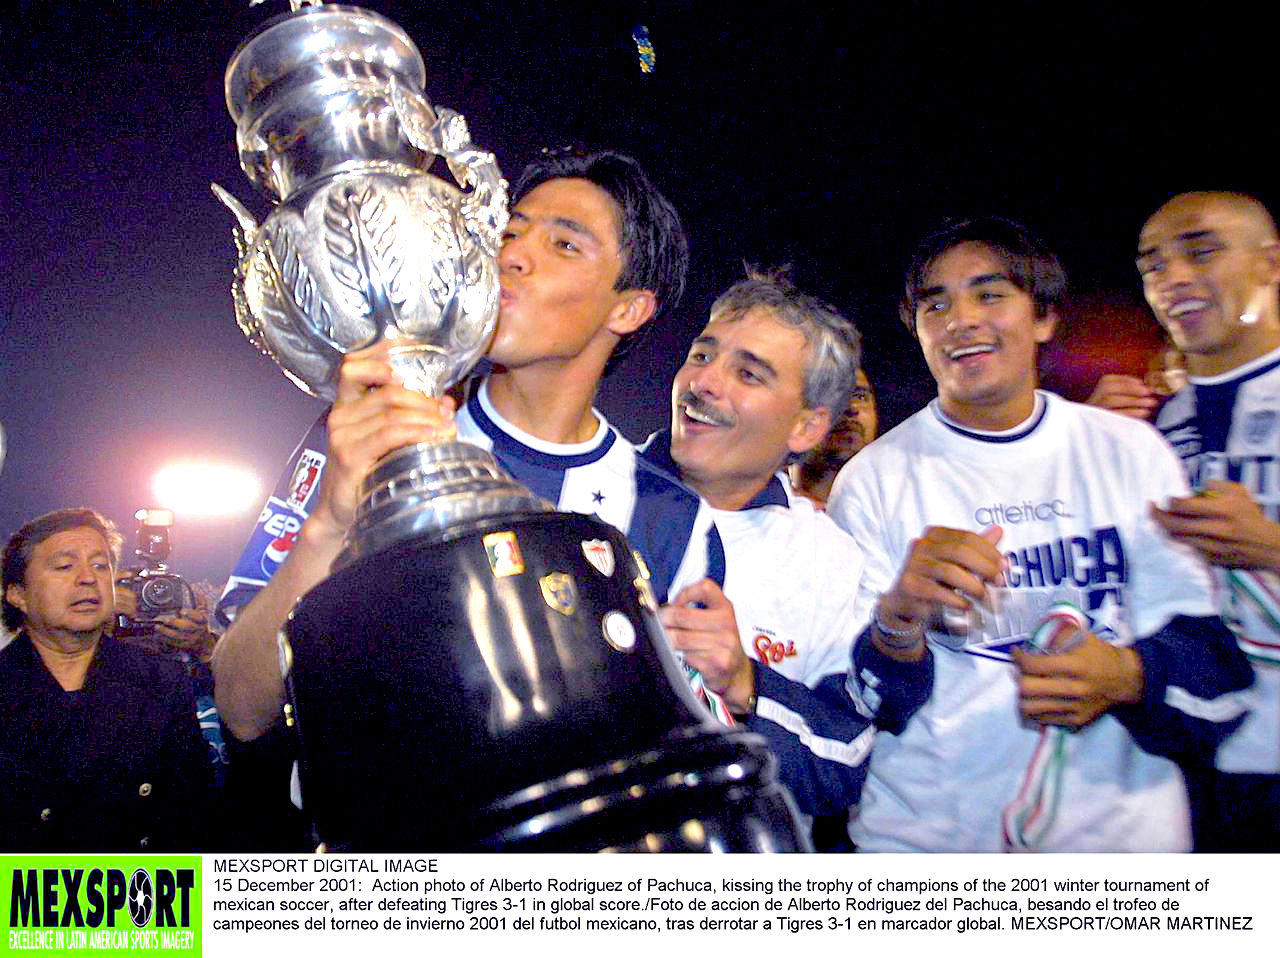 PEPS
atletica
PACHUCA
CAMPE
Sol
MEXSPORT
EXCELLENCE IN LATIN AMERICAN SPORTS IMAGERY
MEXSPORT DIGITAL IMAGE
15 December 2001:  Action photo of Alberto Rodriguez of Pachuca, kissing the trophy of champions of the 2001 winter tournament of
mexican soccer, after defeating Tigres 3-1 in global score./Foto de accion de Alberto Rodriguez del Pachuca, besando el trofeo de
campeones del torneo de invierno 2001 del futbol mexicano, tras derrotar a Tigres 3-1 en marcador global. MEXSPORT/OMAR MARTINEZ